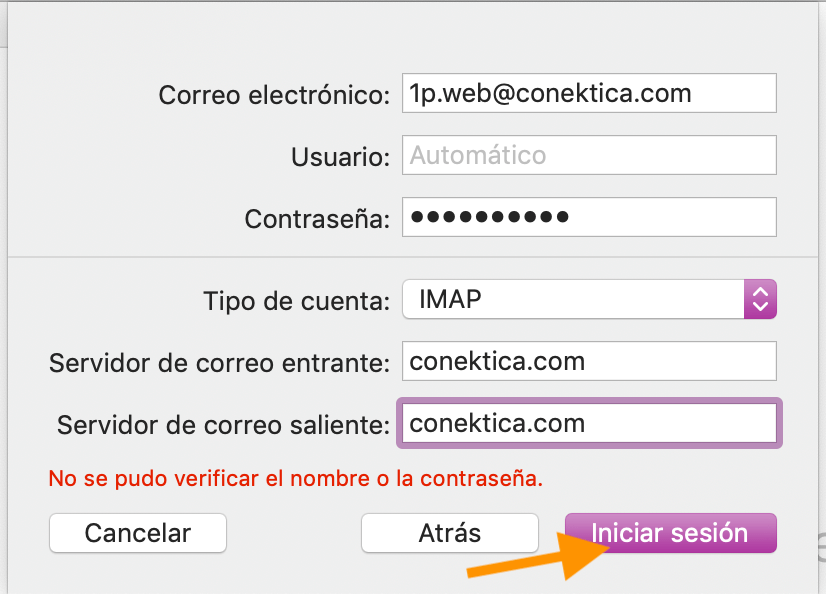 Correo electrónico: 1p.web@conektica.com
Usuario: Automático
Contraseña: ●●●●●●●●●●
Tipo de cuenta: IMAP
Servidor de correo entrante: conektica.com
Servidor de correo saliente: conektica.com
No se pudo verificar el nombre o la contraseña.
Cancelar Atrás Iniciar sesión